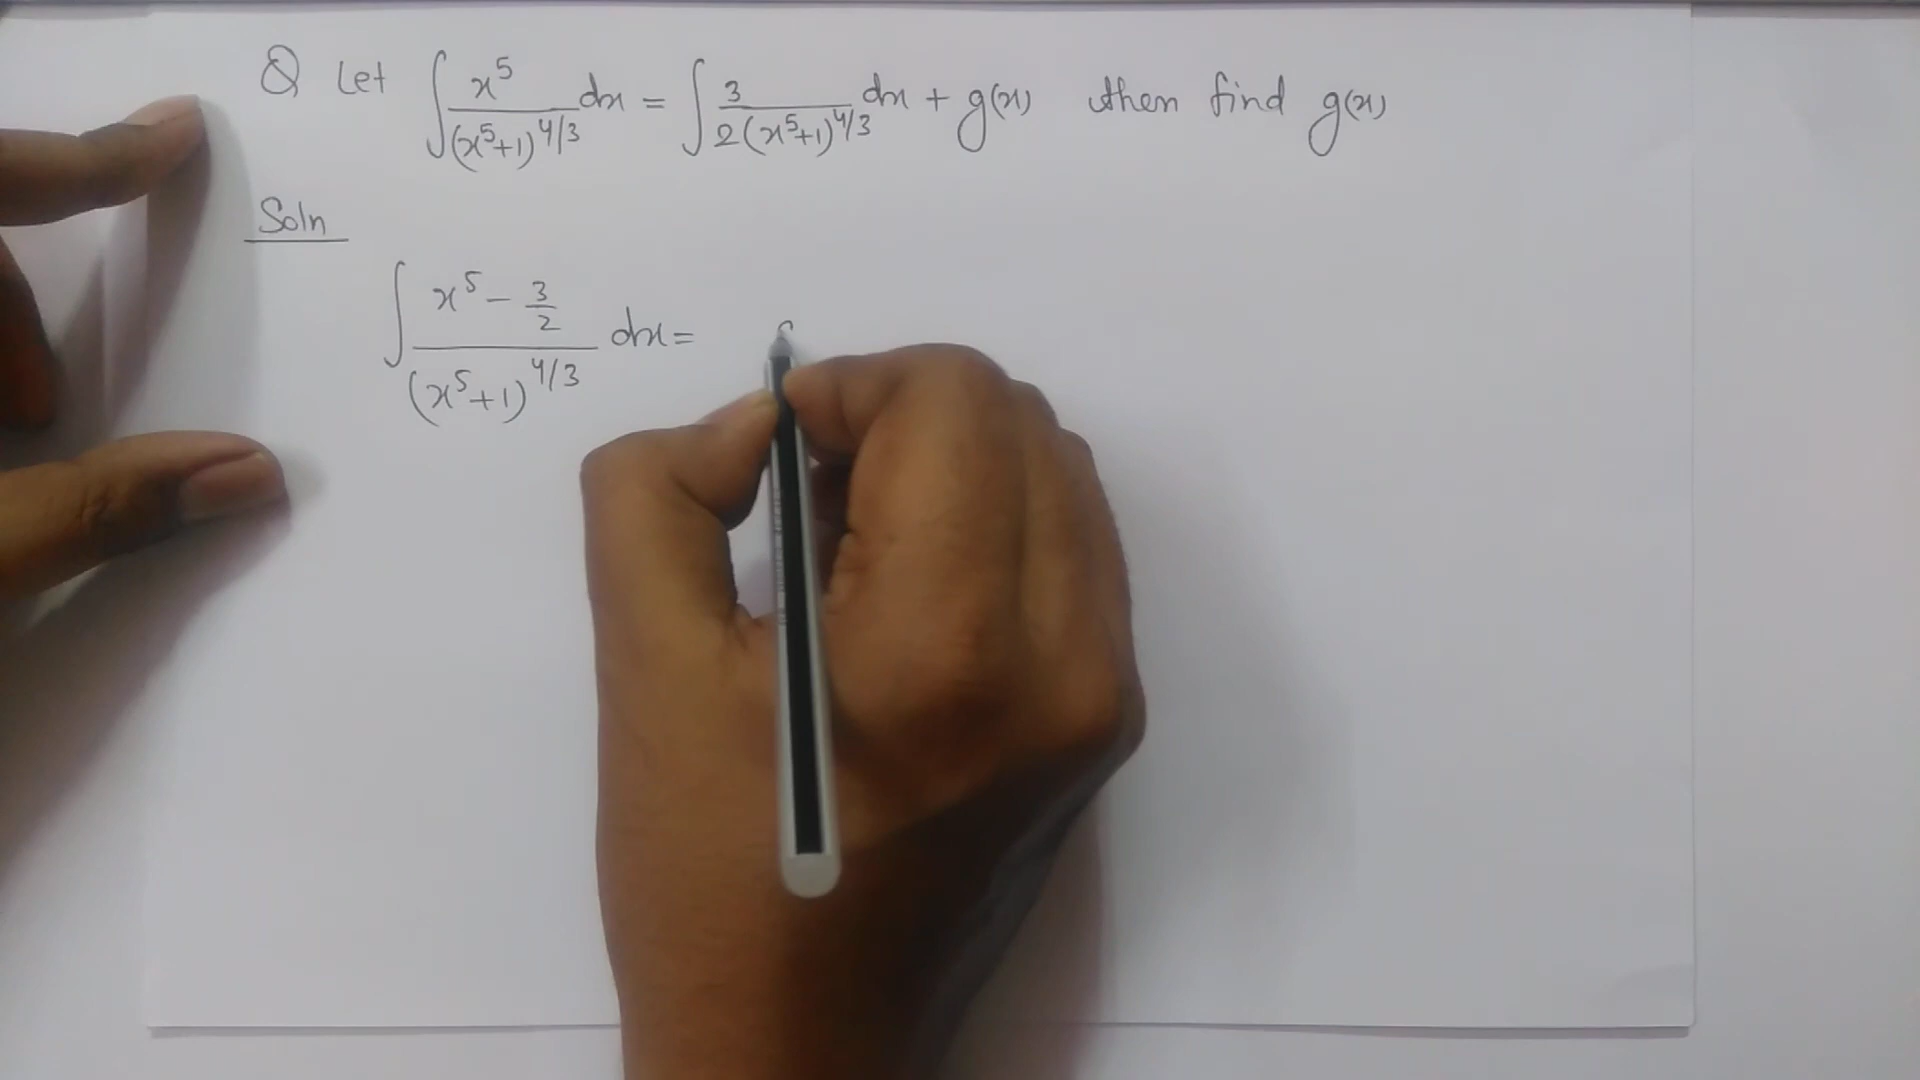 Q Let ∫ x⁵/(x⁵+1)^4/3 dx = ∫ 3/2(x⁵+1)^4/3 dx + g(x) then find g(x)
Soln
∫ (x⁵ - 3/2)/(x⁵+1)^4/3 dx =